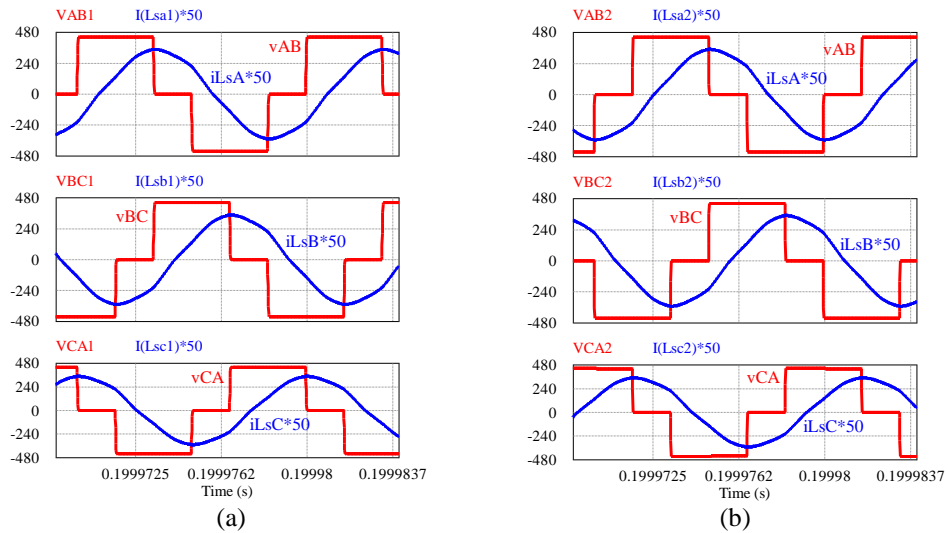 VAB1 I(Lsa1)*50
480
240
0
-240
-480
vAB
iLsA*50
VBC1 I(Lsb1)*50
480
240
0
-240
-480
vBC
iLsB*50
VCA1 I(Lsc1)*50
480
240
0
-240
-480
vCA
iLsC*50
0.1999725 0.1999762 0.19998 0.1999837
Time (s)
(a)
VAB2 I(Lsa2)*50
480
240
0
-240
-480
vAB
iLsA*50
VBC2 I(Lsb2)*50
480
240
0
-240
-480
vBC
iLsB*50
VCA2 I(Lsc2)*50
480
240
0
-240
-480
vCA
iLsC*50
0.1999725 0.1999762 0.19998 0.1999837
Time (s)
(b)